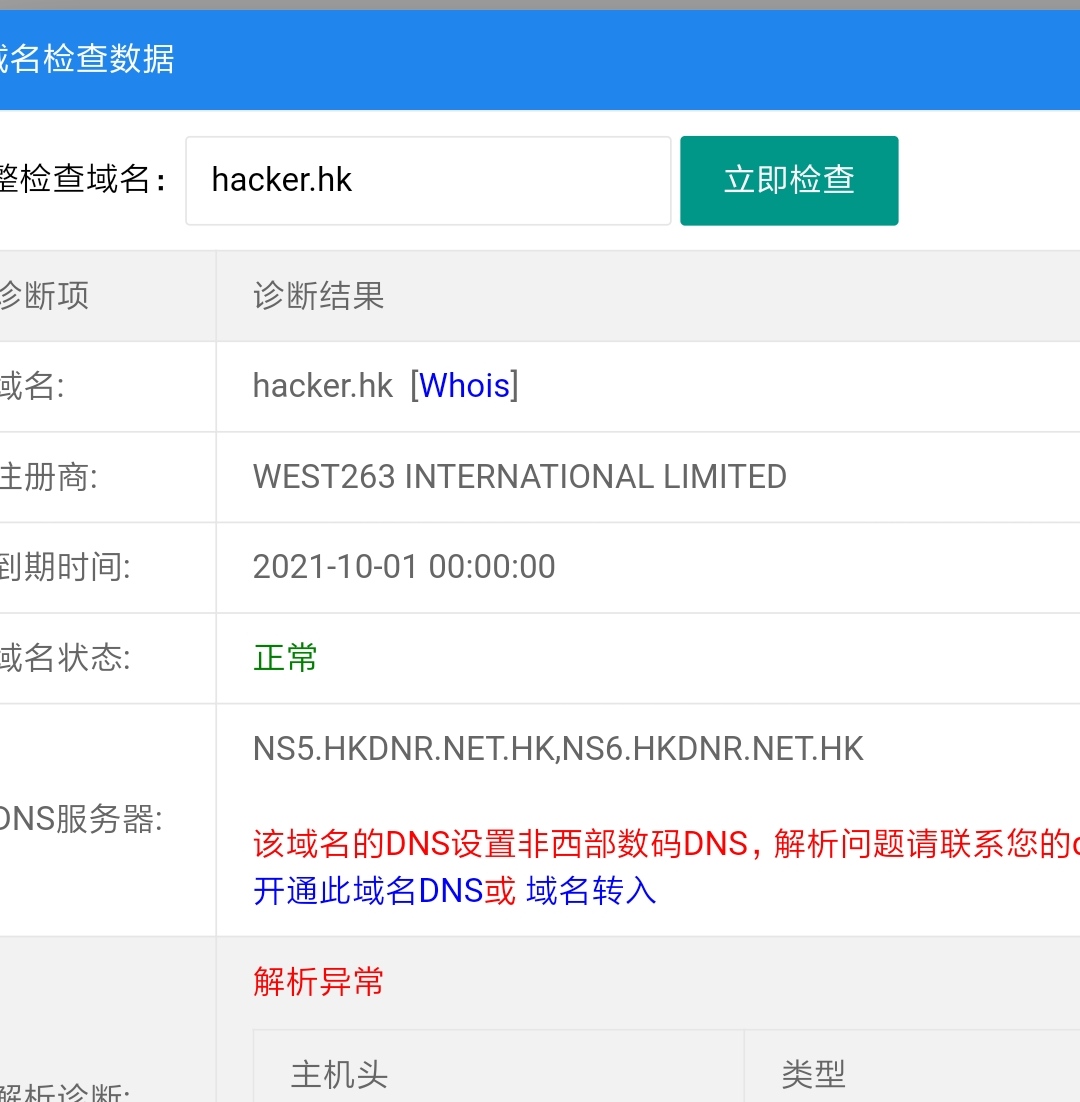 名检查数据
整检查域名： hacker.hk 立即检查
诊断项 诊断结果
域名: hacker.hk [Whois]
注册商: WEST263 INTERNATIONAL LIMITED
到期时间: 2021-10-01 00:00:00
域名状态: 正常
NS5.HKDNR.NET.HK,NS6.HKDNR.NET.HK
DNS服务器:
该域名的DNS设置非西部数码DNS，解析问题请联系您的
开通此域名DNS或 域名转入
解析异常
主机头 类型
解析诊断: